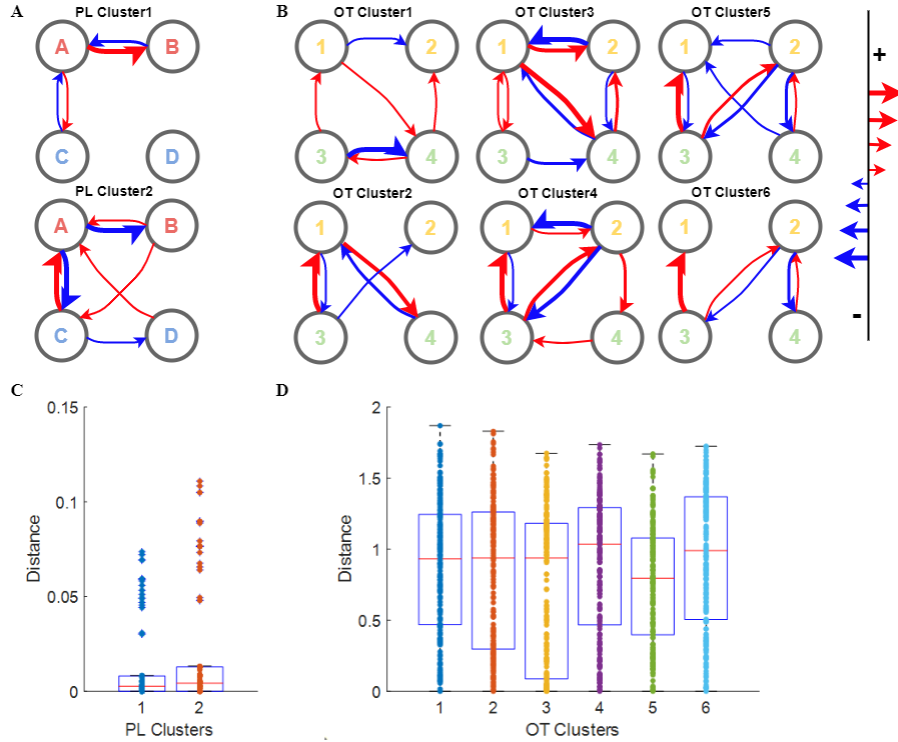 A
PL Cluster1
A
B
C
D
PL Cluster2
A
B
C
D
B
OT Cluster1
1
2
3
4
OT Cluster3
1
2
3
4
OT Cluster5
1
2
3
4
OT Cluster2
1
2
3
4
OT Cluster4
1
2
3
4
OT Cluster6
1
2
3
4
+
-
C
0.15
0.1
0.05
0
Distance
1 2
PL Clusters
D
2
1.5
1
0.5
0
Distance
1 2 3 4 5 6
OT Clusters